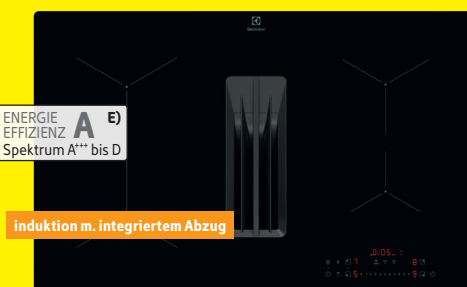 Electrolux
ENERGIE
EFFIZIENZ A E)
Spektrum A+++ bis D
induktion m. integriertem Abzug